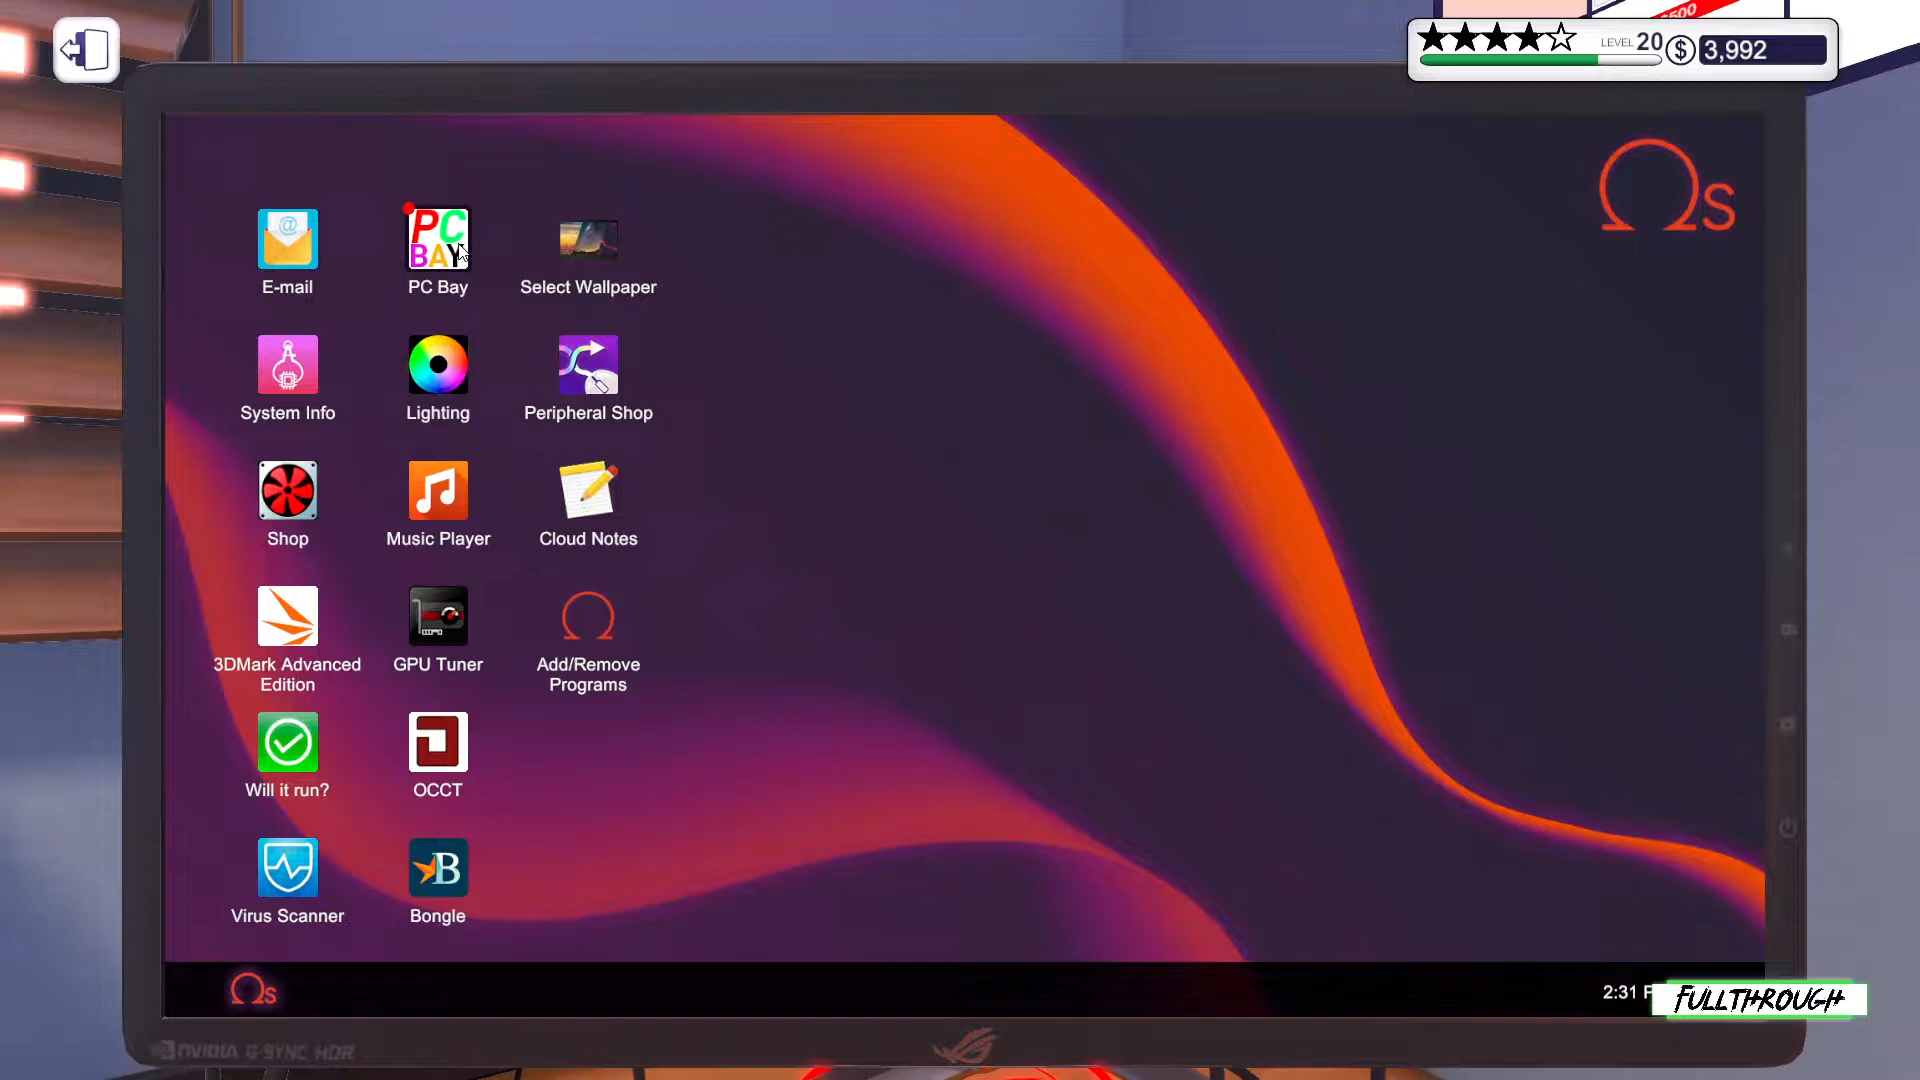 $500
LEVEL 20
$ 3,992
Ωs
PC
BAY
E-mail
PC Bay
Select Wallpaper
System Info
Lighting
Peripheral Shop
Shop
Music Player
Cloud Notes
3DMark Advanced
Edition
GPU Tuner
Add/Remove
Programs
Will it run?
OCCT
Virus Scanner
B
Bongle
Ωs
2:31 P
FULLTHROUGH
NVIDIA G-SYNC HDR